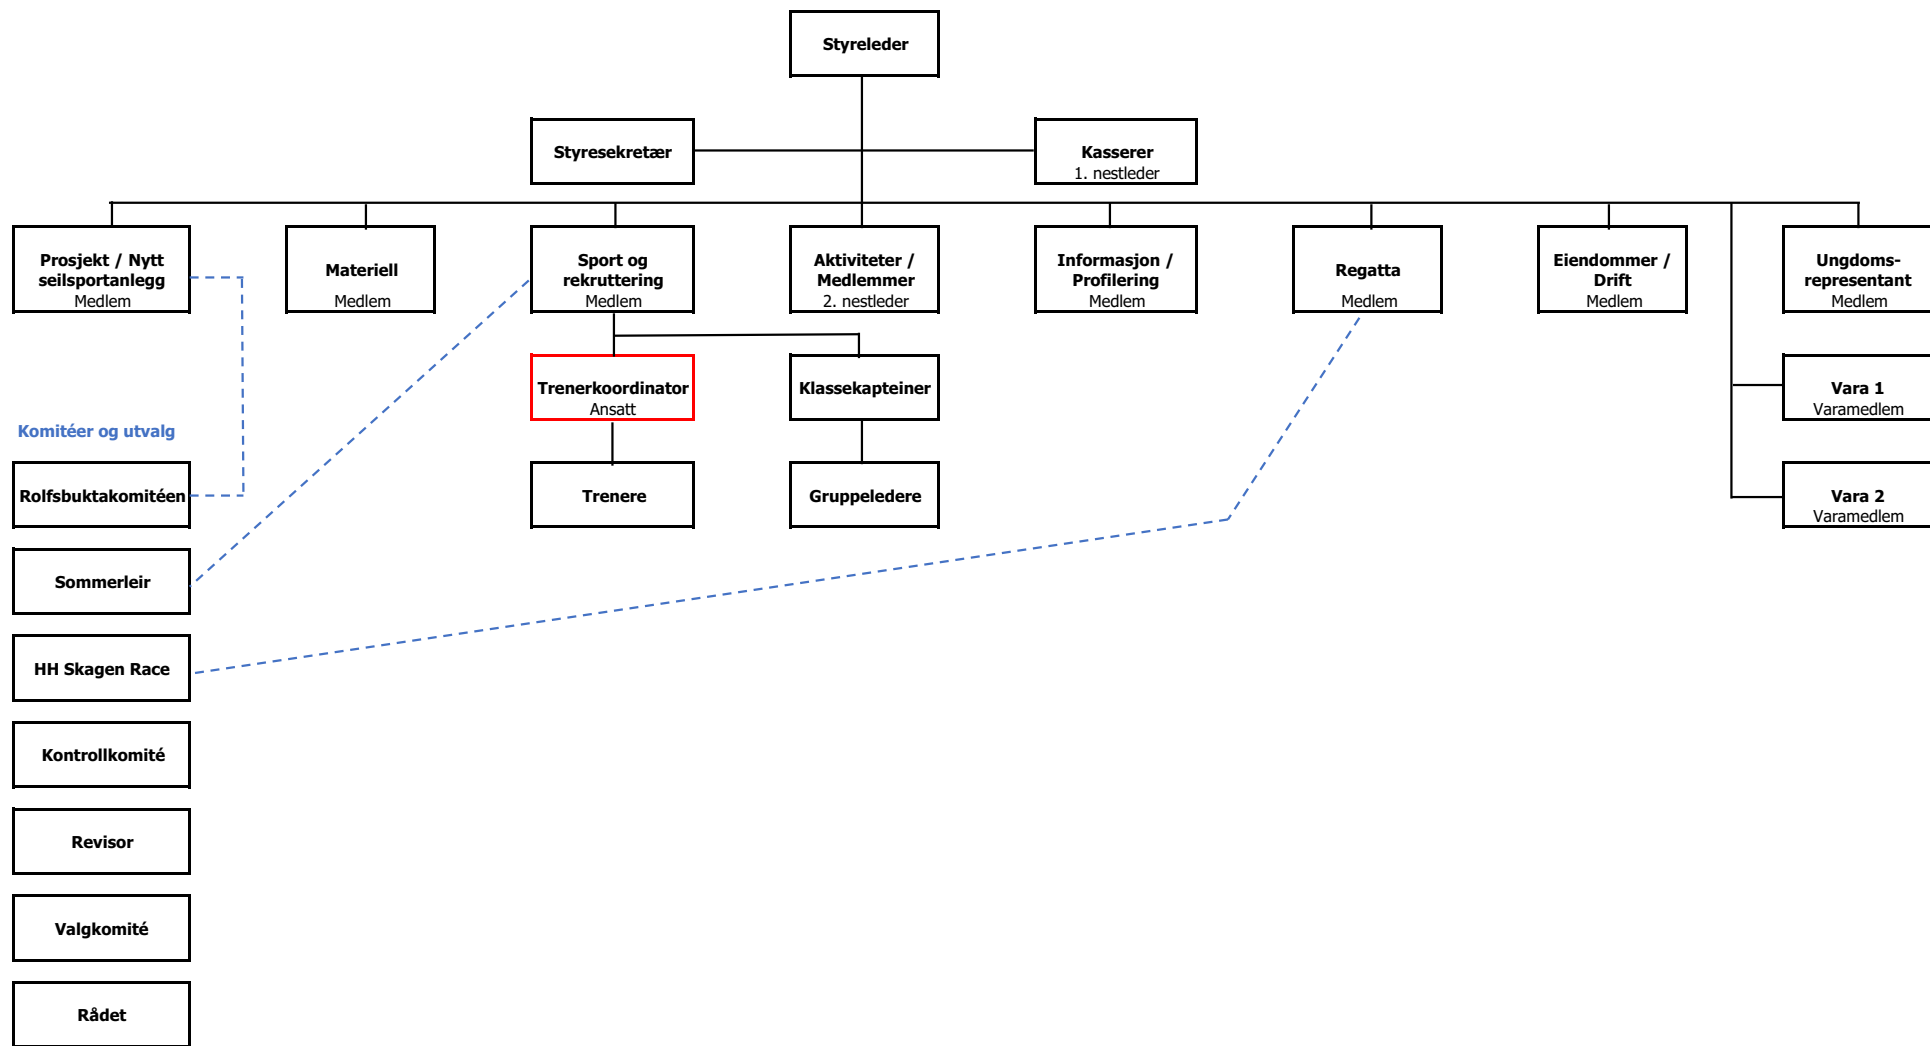 Styreleder
Styresekretær
Kasserer
1. nestleder
Prosjekt / Nytt
seilsportanlegg
Medlem
Materiell
Medlem
Sport og
rekruttering
Medlem
Aktiviteter /
Medlemmer
2. nestleder
Informasjon /
Profilering
Medlem
Regatta
Medlem
Eiendommer /
Drift
Medlem
Ungdoms-
representant
Medlem
Trenerkoordinator
Ansatt
Klassekapteiner
Vara 1
Varamedlem
Komitéer og utvalg
Rolfsbuktakomitéen
Trenere
Gruppeledere
Vara 2
Varamedlem
Sommerleir
HH Skagen Race
Kontrollkomité
Revisor
Valgkomité
Rådet